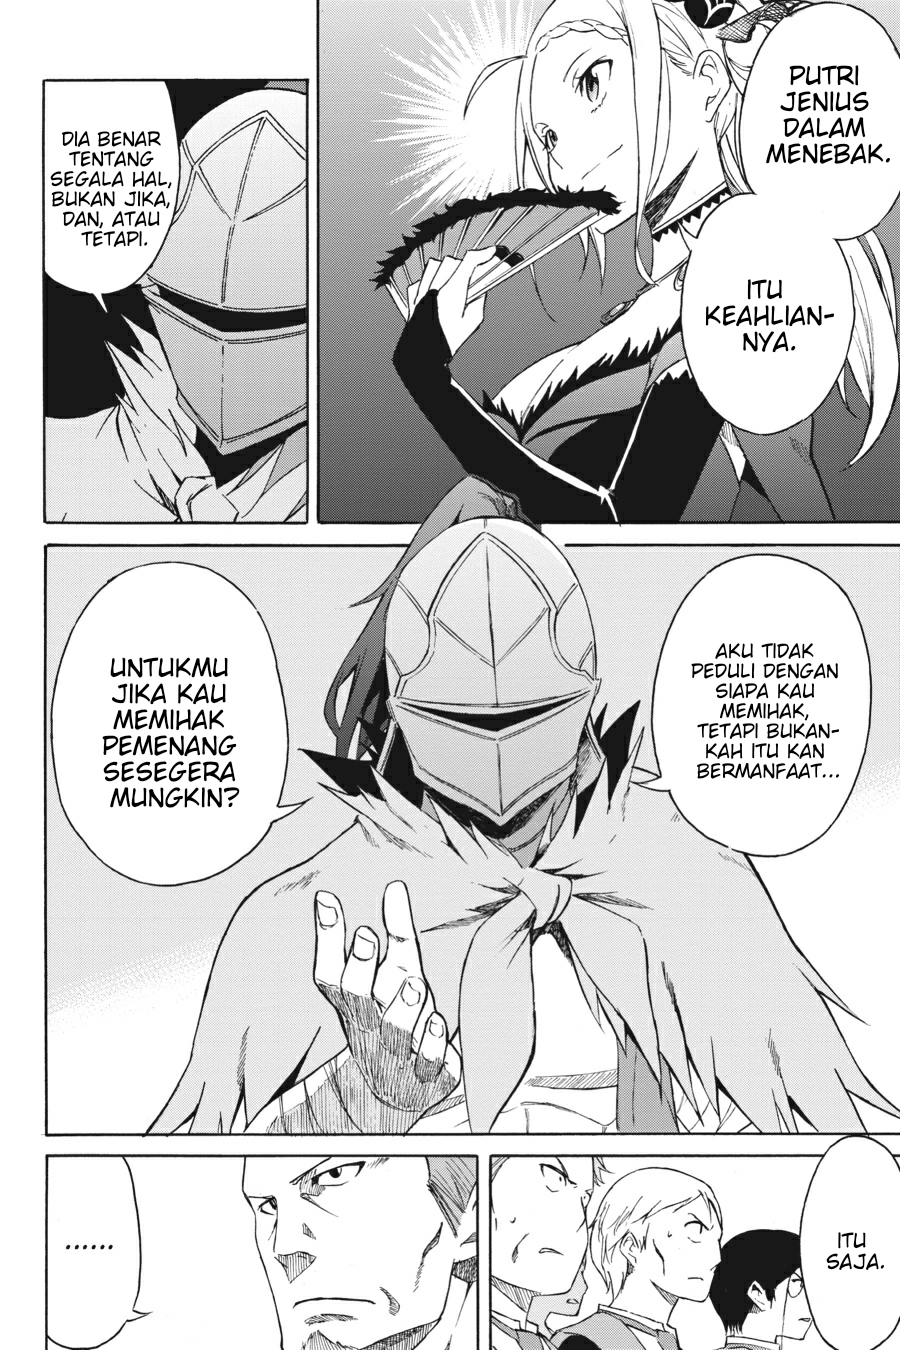 PUTRI
JENIUS
DALAM
MENEBAK.
ITU
KEAHLIAN-
NYA.
DIA BENAR
TENTANG
SEGALA HAL,
BUKAN JIKA,
DAN, ATAU
TETAPI.
AKU TIDAK
PEDULI DENGAN
SIAPA KAU
MEMIHAK,
TETAPI BUKAN-
KAH ITU KAN
BERMANFAAT...
UNTUKMU
JIKA KAU
MEMIHAK
PEMENANG
SESEGERA
MUNGKIN?
ITU
SAJA.
......